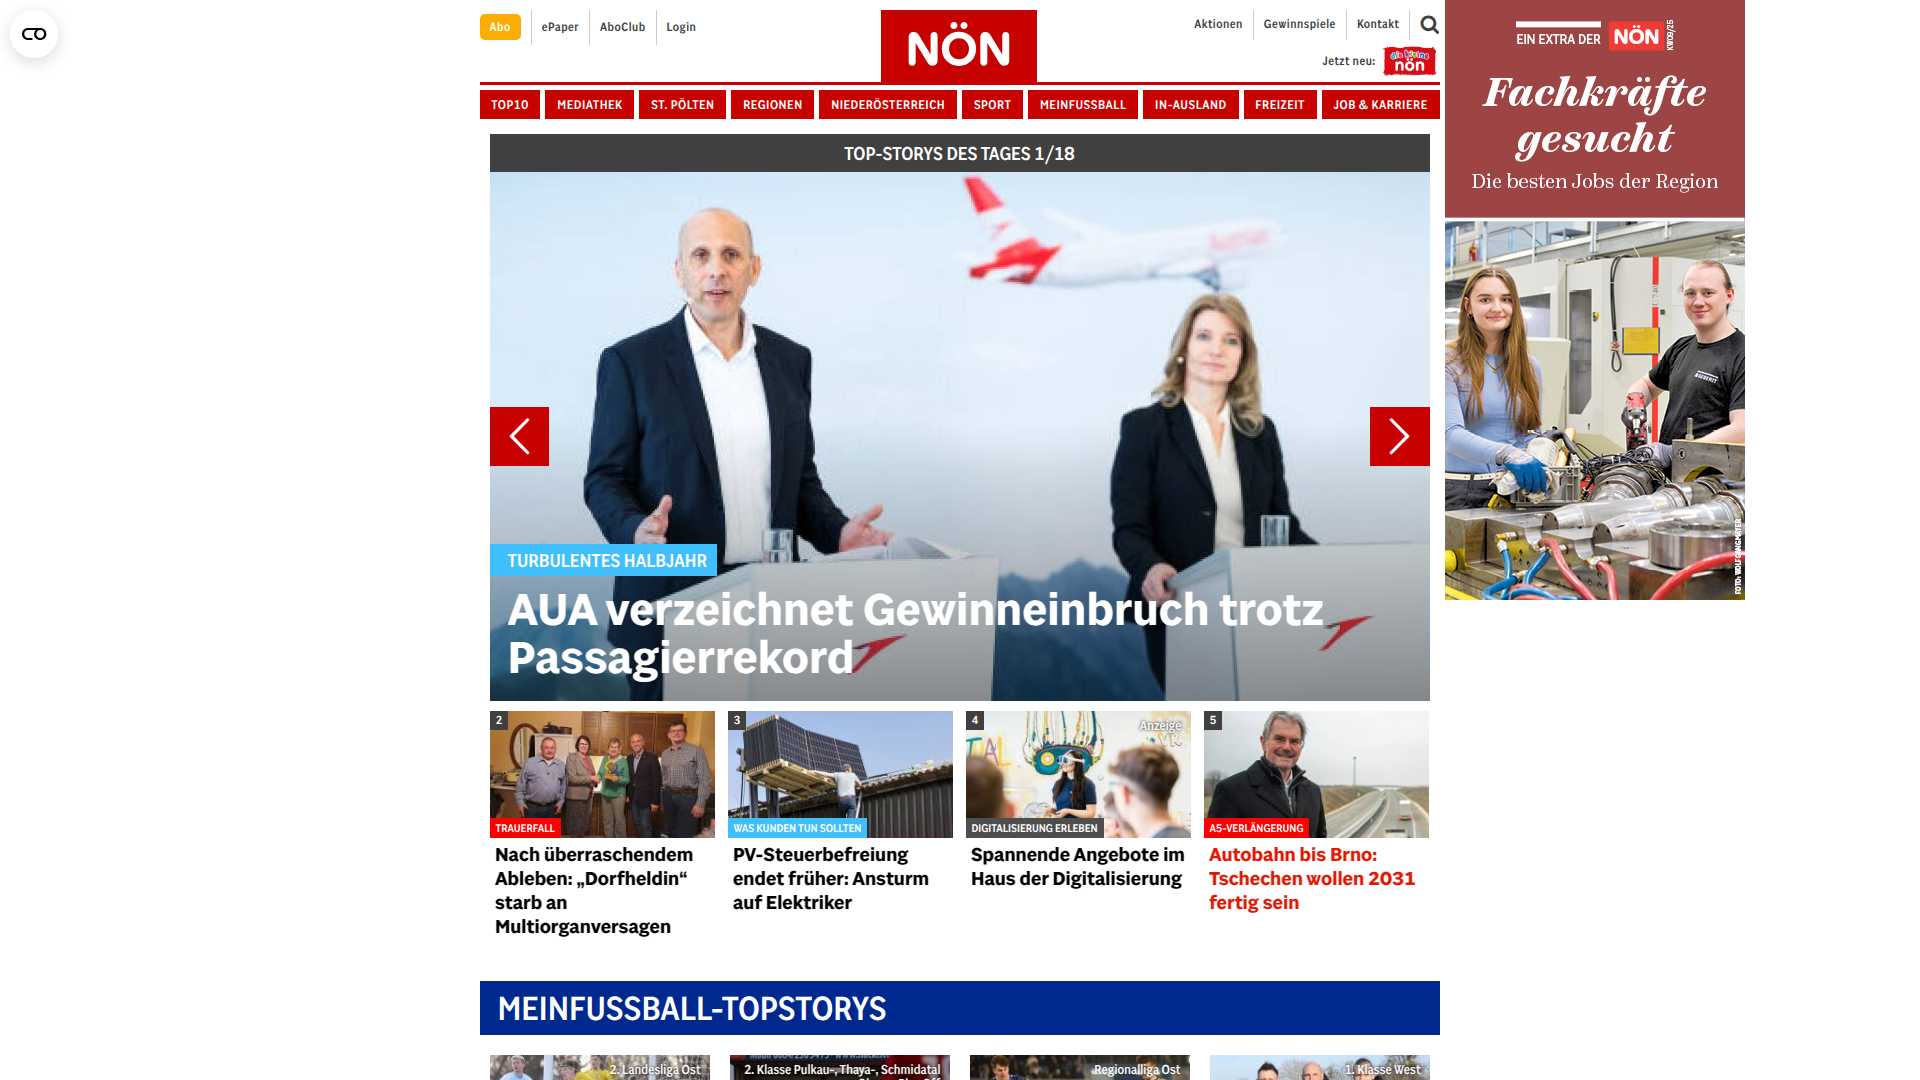 Abo
ePaper
AboClub
Login
NÖN
Aktionen
Gewinnspiele
Kontakt
Jetzt neu:
die kleine
nön
TOP10
MEDIATHEK
ST. PÖLTEN
REGIONEN
NIEDERÖSTERREICH
SPORT
MEINFUSSBALL
IN-AUSLAND
FREIZEIT
JOB & KARRIERE
EIN EXTRA DER NÖN
KW09/25
Fachkräfte
gesucht
Die besten Jobs der Region
FOTO: WOLFGANG MAYER
TOP-STORYS DES TAGES 1/18
TURBULENTES HALBJAHR
AUA verzeichnet Gewinneinbruch trotz
Passagierrekord
2
TRAUERFALL
Nach überraschendem
Ableben: „Dorfheldin“
starb an
Multiorganversagen
3
WAS KUNDEN TUN SOLLTEN
PV-Steuerbefreiung
endet früher: Ansturm
auf Elektriker
4
Anzeige
DIGITALISIERUNG ERLEBEN
Spannende Angebote im
Haus der Digitalisierung
5
A5-VERLÄNGERUNG
Autobahn bis Brno:
Tschechen wollen 2031
fertig sein
MEINFUSSBALL-TOPSTORYS
2. Landesliga Ost
2. Klasse Pulkau-, Thaya-, Schmidatal
Regionalliga Ost
1. Klasse West